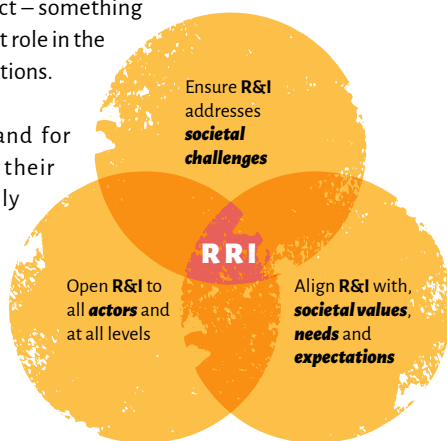 ct – something
t role in the
tions.
and for
their
ly
Ensure R&I
addresses
societal
challenges
RRI
Open R&I to
all actors and
at all levels
Align R&I with,
societal values,
needs and
expectations